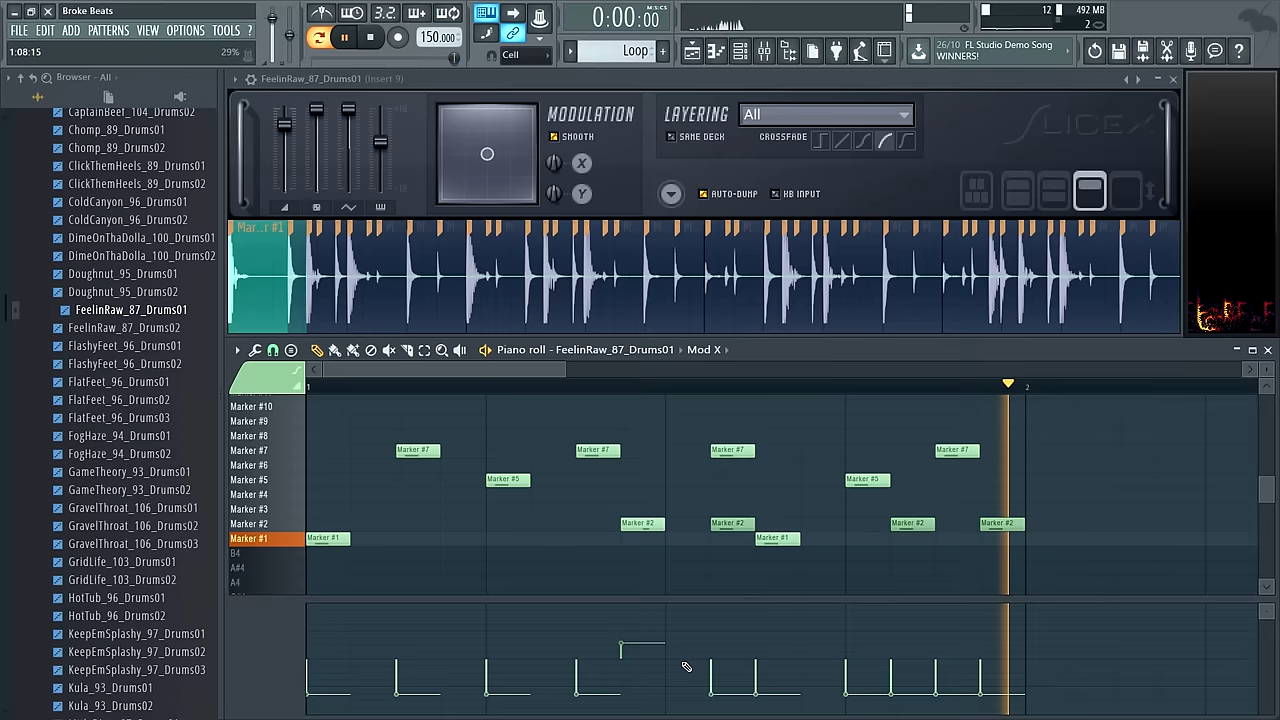 Broke Beats
FILE EDIT ADD PATTERNS VIEW OPTIONS TOOLS ?
1:08:15 29%
3.2
150.000
0:00:00
M:S:CS
12
492 MB
2
Cell
Loop
26/10 FL Studio Demo Song
WINNERS!
Browser - All
CaptainBeef_104_Drums02
Chomp_89_Drums01
Chomp_89_Drums02
ClickThemHeels_89_Drums01
ClickThemHeels_89_Drums02
ColdCanyon_96_Drums01
ColdCanyon_96_Drums02
DimeOnThaDolla_100_Drums01
DimeOnThaDolla_100_Drums02
Doughnut_95_Drums01
Doughnut_95_Drums02
FeelinRaw_87_Drums01
FeelinRaw_87_Drums02
FlashyFeet_96_Drums01
FlashyFeet_96_Drums02
FlatFeet_96_Drums01
FlatFeet_96_Drums02
FlatFeet_96_Drums03
FogHaze_94_Drums01
FogHaze_94_Drums02
GameTheory_93_Drums01
GameTheory_93_Drums02
GravelThroat_106_Drums01
GravelThroat_106_Drums02
GravelThroat_106_Drums03
GridLife_103_Drums01
GridLife_103_Drums02
HotTub_96_Drums01
HotTub_96_Drums02
KeepEmSplashy_97_Drums01
KeepEmSplashy_97_Drums02
KeepEmSplashy_97_Drums03
Kula_93_Drums01
Kula_93_Drums02
FeelinRaw_87_Drums01 (Insert 9)
MODULATION
SMOOTH
X
Y
LAYERING
All
SAME DECK
CROSSFADE
AUTO-DUMP
KB INPUT
SLICEX
Mar..r #1
Piano roll - FeelinRaw_87_Drums01 Mod X
1 2
Marker #10
Marker #9
Marker #8
Marker #7 Marker #7 Marker #7 Marker #7 Marker #7
Marker #6
Marker #5 Marker #5 Marker #5
Marker #4
Marker #3
Marker #2 Marker #2 Marker #2 Marker #2 Marker #2
Marker #1 Marker #1 Marker #1
B4
A#4
A4